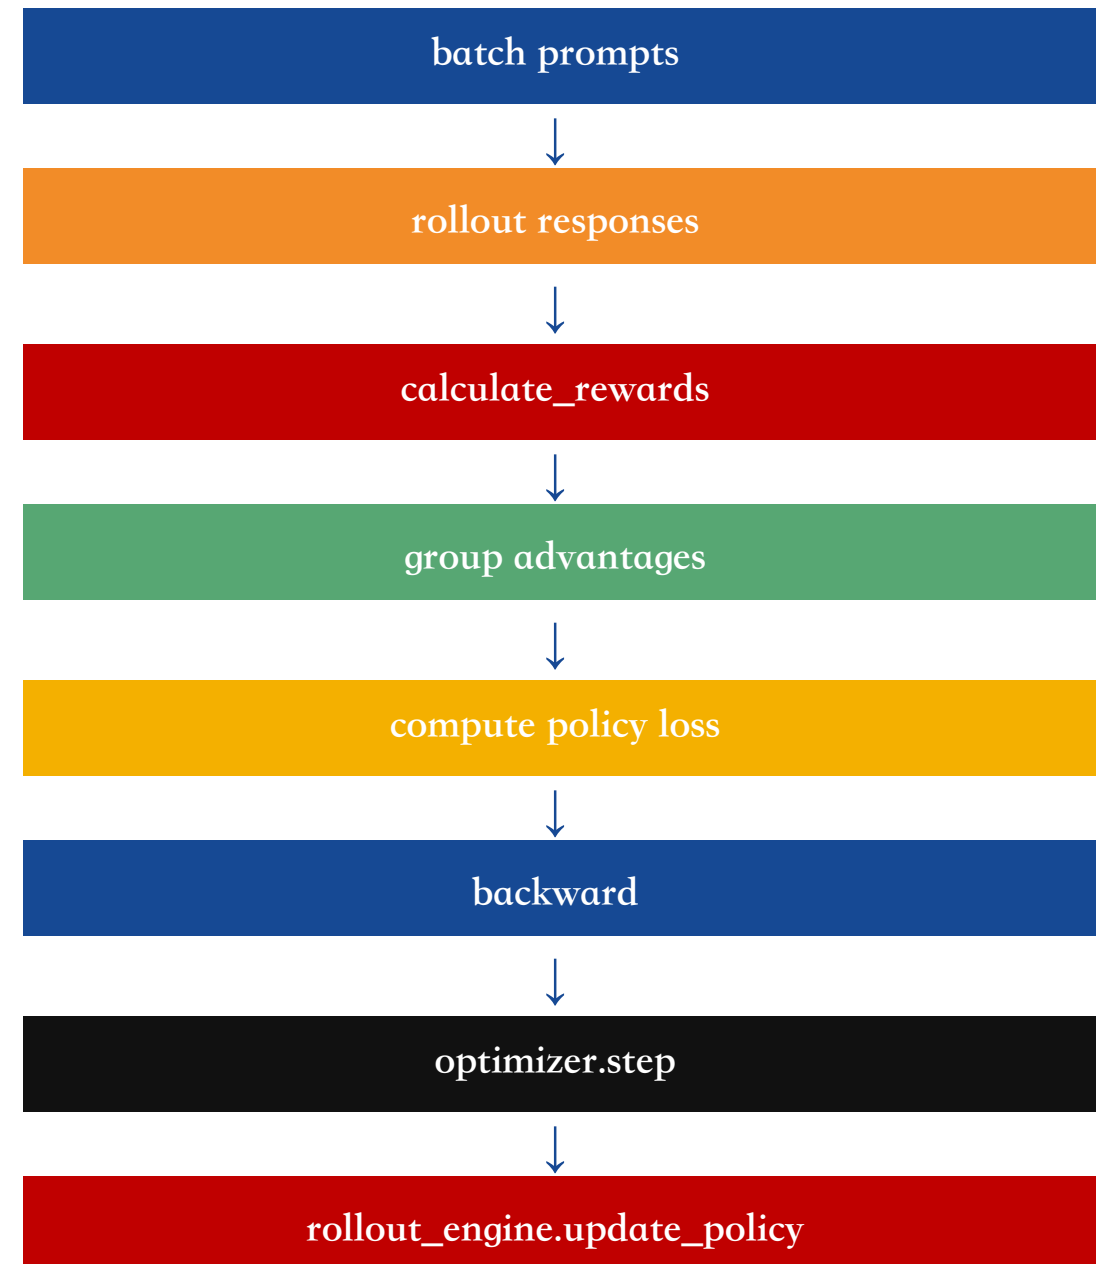 batch prompts
↓
rollout responses
↓
calculate_rewards
↓
group advantages
↓
compute policy loss
↓
backward
↓
optimizer.step
↓
rollout_engine.update_policy